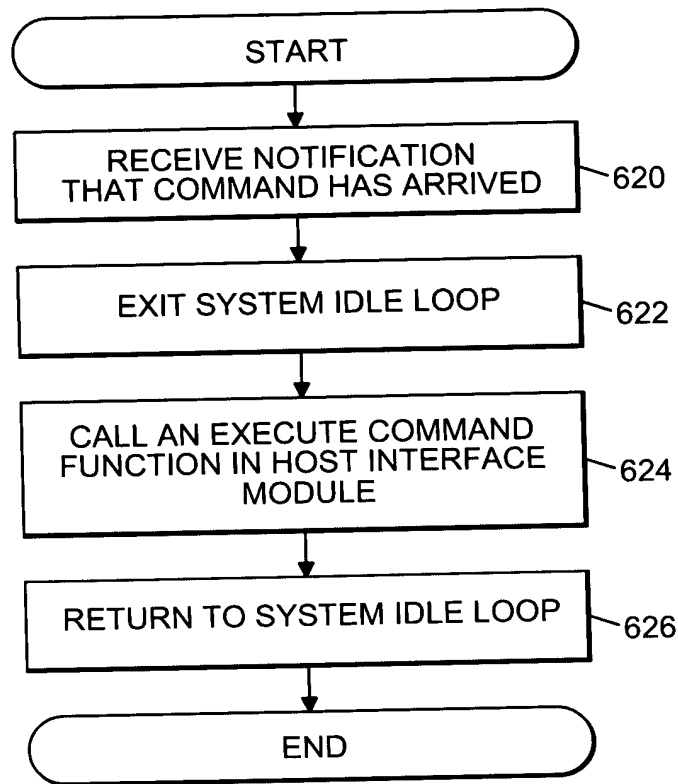 START
RECEIVE NOTIFICATION
THAT COMMAND HAS ARRIVED
620
EXIT SYSTEM IDLE LOOP
622
CALL AN EXECUTE COMMAND
FUNCTION IN HOST INTERFACE
MODULE
624
RETURN TO SYSTEM IDLE LOOP
626
END